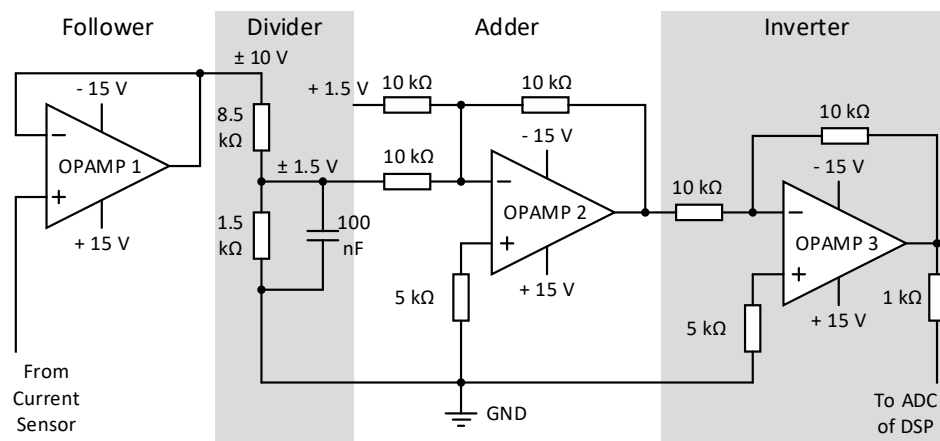 Follower
Divider
Adder
Inverter
± 10 V
- 15 V
OPAMP 1
+ 15 V
From
Current
Sensor
8.5
kΩ
± 1.5 V
1.5
kΩ
100
nF
+ 1.5 V
10 kΩ
10 kΩ
10 kΩ
- 15 V
OPAMP 2
+ 15 V
5 kΩ
GND
10 kΩ
10 kΩ
- 15 V
OPAMP 3
+ 15 V
5 kΩ
1 kΩ
To ADC
of DSP